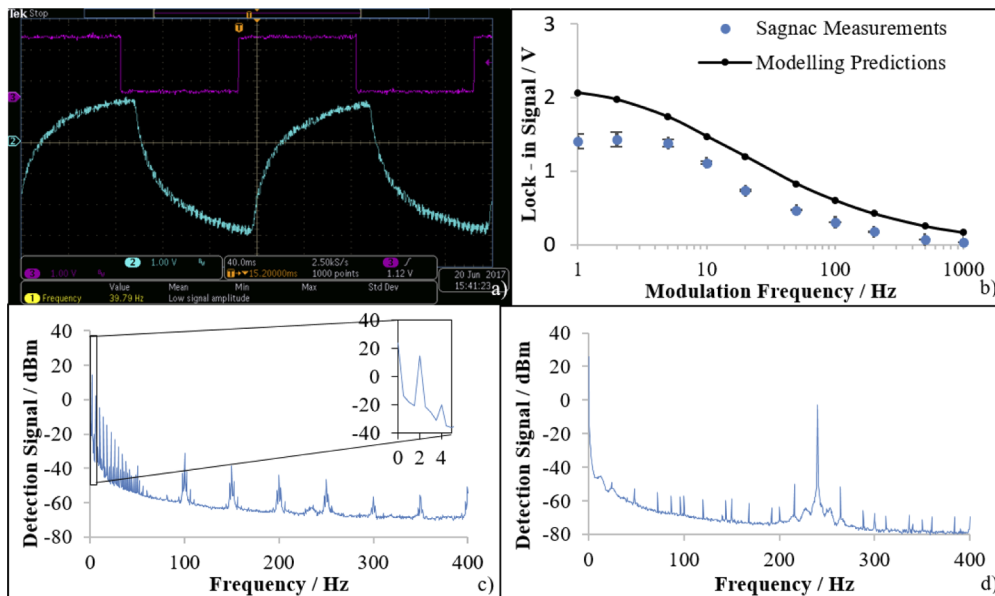 Tek Stop
T
T
3
2
2 1.00 V
3 1.00 V
40.0ms 2.50kS/s 3
T 15.20000ms 1000 points 1.12 V
Value Mean Min Max Std Dev
1 Frequency 39.79 Hz Low signal amplitude
20 Jun 2017
15:41:23
a)
3
2
1
0
1 10 100 1000
Lock - in Signal / V
Modulation Frequency / Hz
Sagnac Measurements
Modelling Predictions
b)
40
20
0
-20
-40
-60
-80
0 100 200 300 400
Detection Signal / dBm
Frequency / Hz
40
20
0
-20
-40
0 2 4
c)
40
20
0
-20
-40
-60
-80
0 100 200 300 400
Detection Signal / dBm
Frequency / Hz
d)